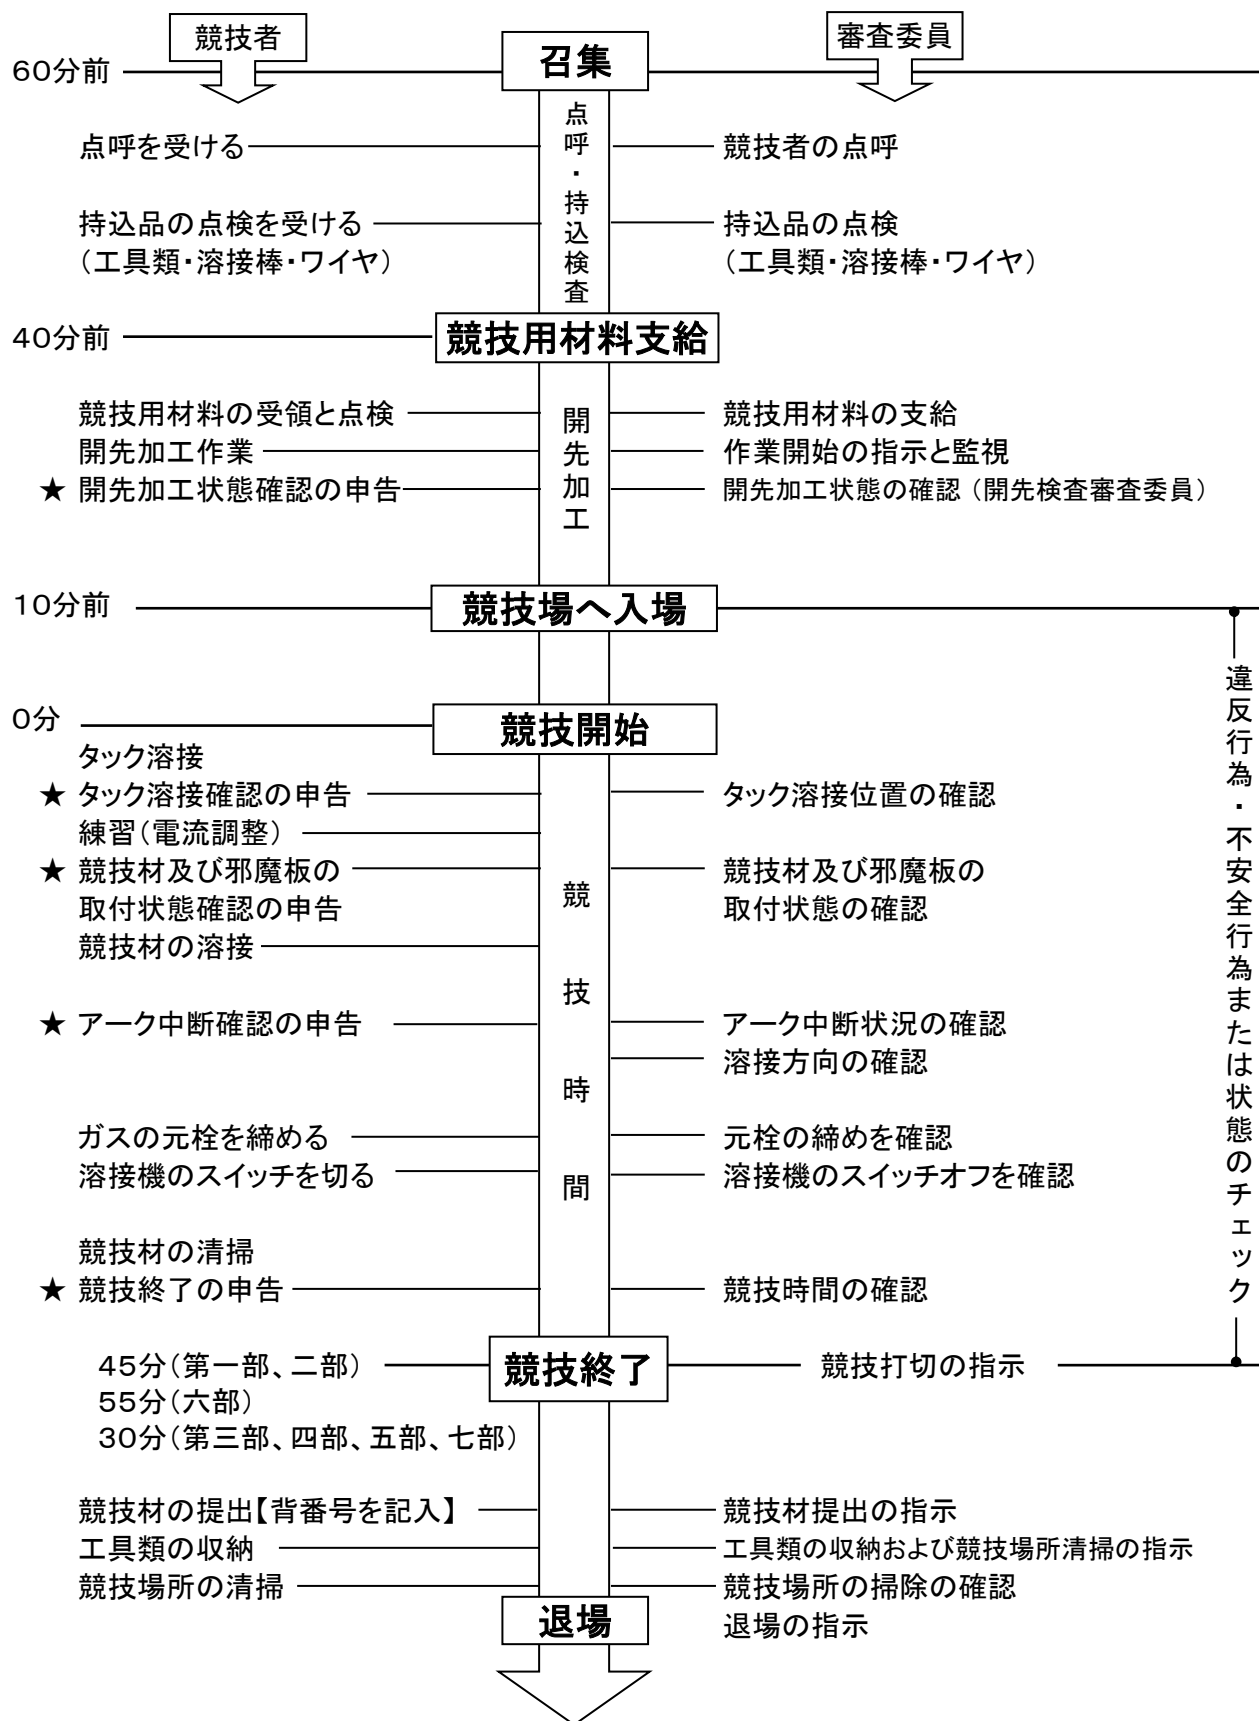 競技者
審査委員
60分前
召集
点呼・持込検査
点呼を受ける
競技者の点呼
持込品の点検を受ける
持込品の点検
（工具類・溶接棒・ワイヤ）
（工具類・溶接棒・ワイヤ）
40分前
競技用材料支給
開先加工
競技用材料の受領と点検
競技用材料の支給
開先加工作業
作業開始の指示と監視
★ 開先加工状態確認の申告
開先加工状態の確認（開先検査審査委員）
10分前
競技場へ入場
違反行為・不安全行為または状態のチェック
0分
競技開始
競技時間
タック溶接
★ タック溶接確認の申告
タック溶接位置の確認
練習（電流調整）
★ 競技材及び邪魔板の
競技材及び邪魔板の
取付状態確認の申告
取付状態の確認
競技材の溶接
★ アーク中断確認の申告
アーク中断状況の確認
溶接方向の確認
ガスの元栓を締める
元栓の締めを確認
溶接機のスイッチを切る
溶接機のスイッチオフを確認
競技材の清掃
★ 競技終了の申告
競技時間の確認
45分（第一部、二部）
競技終了
競技打切の指示
55分（六部）
30分（第三部、四部、五部、七部）
競技材の提出【背番号を記入】
競技材提出の指示
工具類の収納
工具類の収納および競技場所清掃の指示
競技場所の清掃
競技場所の掃除の確認
退場
退場の指示